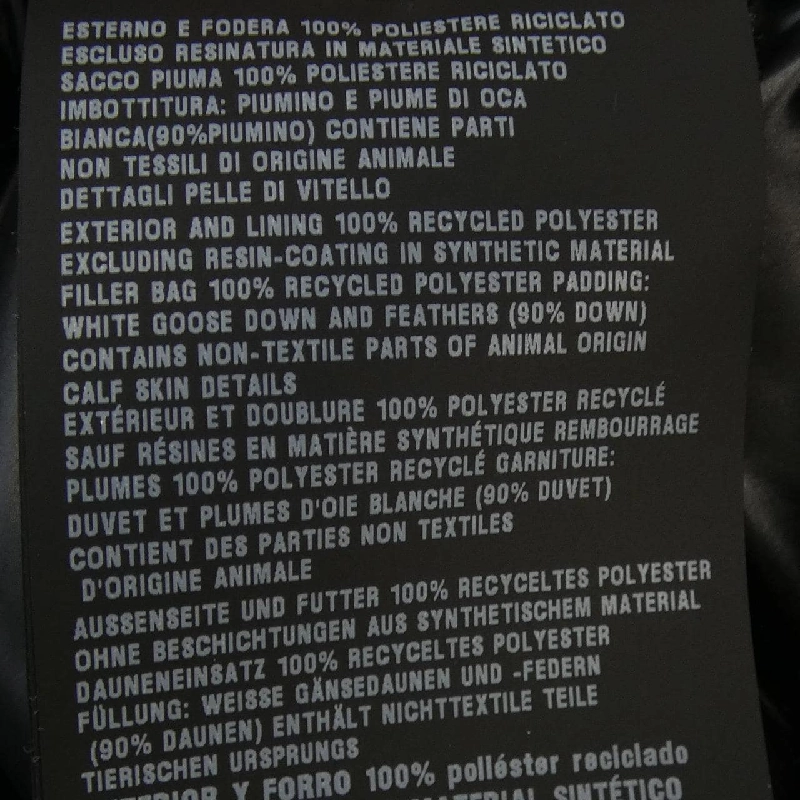 ESTERNO E FODERA 100% POLIESTERE RICICLATO
ESCLUSO RESINATURA IN MATERIALE SINTETICO
SACCO PIUMA 100% POLIESTERE RICICLATO
IMBOTTITURA: PIUMINO E PIUME DI OCA
BIANCA(90%PIUMINO) CONTIENE PARTI
NON TESSILI DI ORIGINE ANIMALE
DETTAGLI PELLE DI VITELLO
EXTERIOR AND LINING 100% RECYCLED POLYESTER
EXCLUDING RESIN-COATING IN SYNTHETIC MATERIAL
FILLER BAG 100% RECYCLED POLYESTER PADDING:
WHITE GOOSE DOWN AND FEATHERS (90% DOWN)
CONTAINS NON-TEXTILE PARTS OF ANIMAL ORIGIN
CALF SKIN DETAILS
EXTÉRIEUR ET DOUBLURE 100% POLYESTER RECYCLÉ
SAUF RÉSINES EN MATIÈRE SYNTHÉTIQUE REMBOURRAGE
PLUMES 100% POLYESTER RECYCLÉ GARNITURE:
DUVET ET PLUMES D'OIE BLANCHE (90% DUVET)
CONTIENT DES PARTIES NON TEXTILES
D'ORIGINE ANIMALE
AUSSENSEITE UND FUTTER 100% RECYCELTES POLYESTER
OHNE BESCHICHTUNGEN AUS SYNTHETISCHEM MATERIAL
DAUNENEINSATZ 100% RECYCELTES POLYESTER
FÜLLUNG: WEISSE GÄNSEDAUNEN UND -FEDERN
(90% DAUNEN) ENTHÄLT NICHTTEXTILE TEILE
TIERISCHEN URSPRUNGS
Y FORRO 100% poliéster reciclado
SINTÉTICO